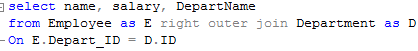 select name, salary, DepartName
from Employee as E right outer join Department as D
On E.Depart_ID = D.ID